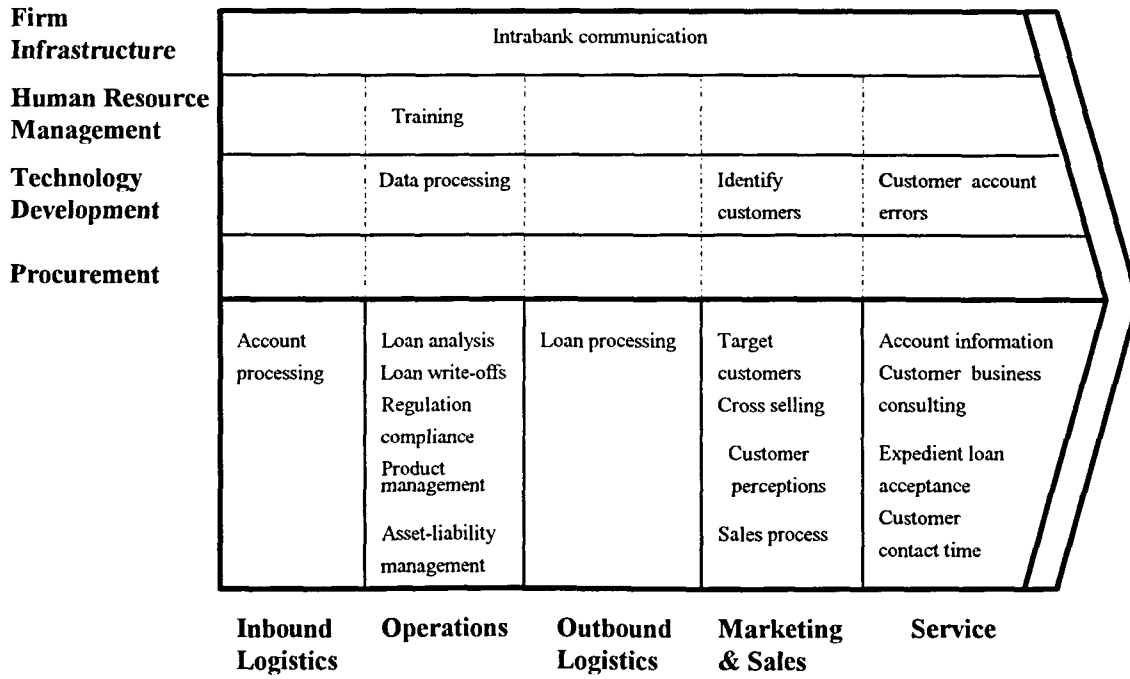 Firm
Infrastructure
Intrabank communication
Human Resource
Management
Training
Technology
Development
Data processing
Identify
customers
Customer account
errors
Procurement
Account
processing
Loan analysis
Loan write-offs
Regulation
compliance
Product
management
Asset-liability
management
Loan processing
Target
customers
Cross selling
Customer
perceptions
Sales process
Account information
Customer business
consulting
Expedient loan
acceptance
Customer
contact time
Inbound
Logistics
Operations
Outbound
Logistics
Marketing
& Sales
Service